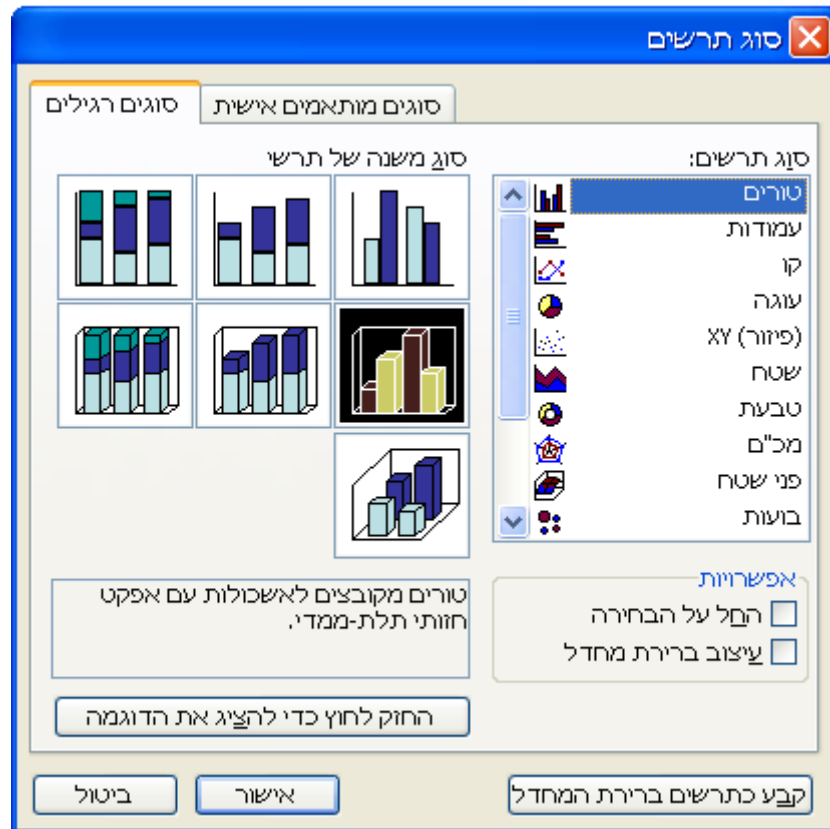 סוג תרשים
סוגים רגילים
סוגים מותאמים אישית
סוג תרשים:
טורים
עמודות
קו
עוגה
XY (פיזור)
שטח
טבעת
מכ"ם
פני שטח
בועות
סוג משנה של תרשי
אפשרויות
החל על הבחירה
עיצוב ברירת מחדל
טורים מקובצים לאשכולות עם אפקט
חזותי תלת-ממדי.
החזק לחוץ כדי להציג את הדוגמה
קבע כתרשים ברירת המחדל
אישור
ביטול